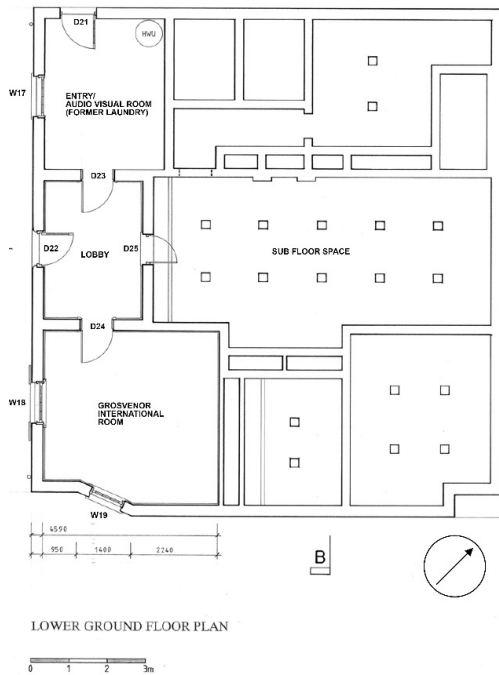 D21
HWU
W17
ENTRY/
AUDIO VISUAL ROOM
(FORMER LAUNDRY)
D23
D22
LOBBY
D25
SUB FLOOR SPACE
D24
W18
GROSVENOR
INTERNATIONAL
ROOM
W19
4590
950 1400 2240
B
LOWER GROUND FLOOR PLAN
0 1 2 3m